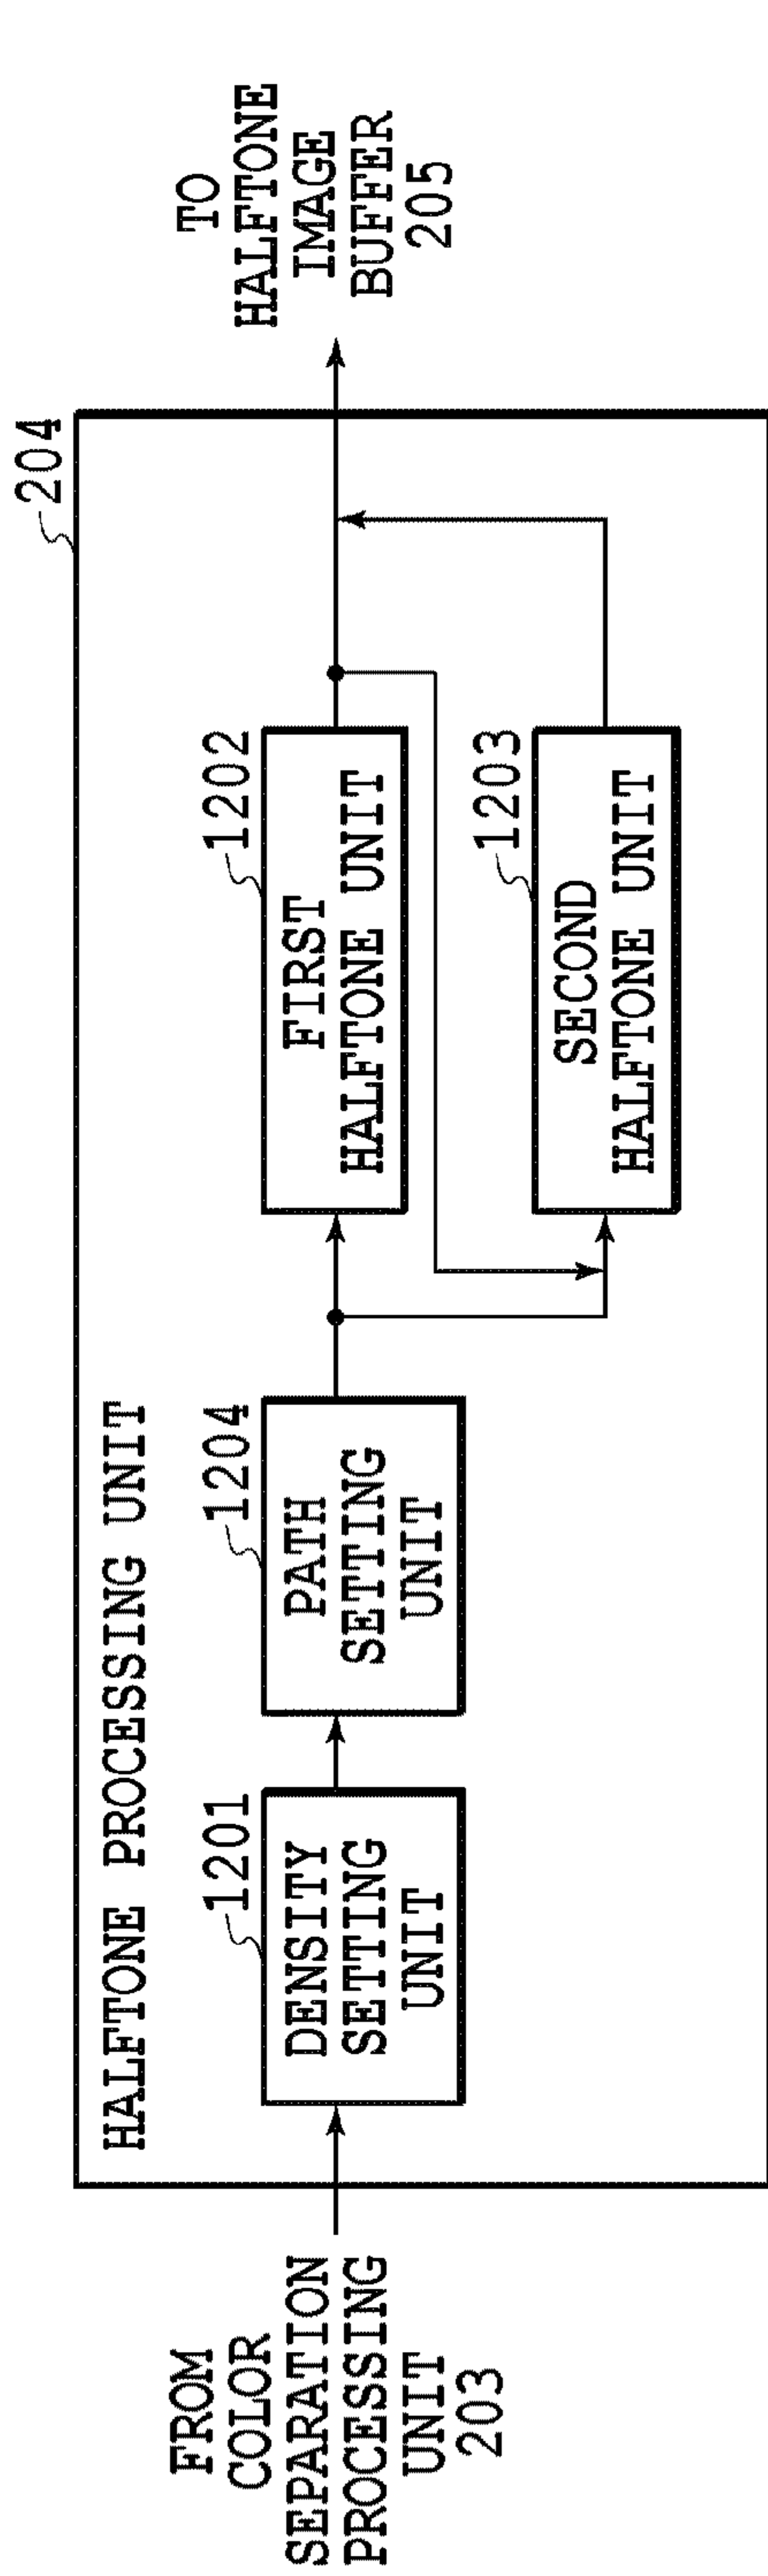 HALFTONE PROCESSING UNIT
204
FROM
COLOR
SEPARATION
PROCESSING
UNIT
203
1201
DENSITY
SETTING
UNIT
1204
PATH
SETTING
UNIT
1202
FIRST
HALFTONE UNIT
1203
SECOND
HALFTONE UNIT
TO
HALFTONE
IMAGE
BUFFER
205